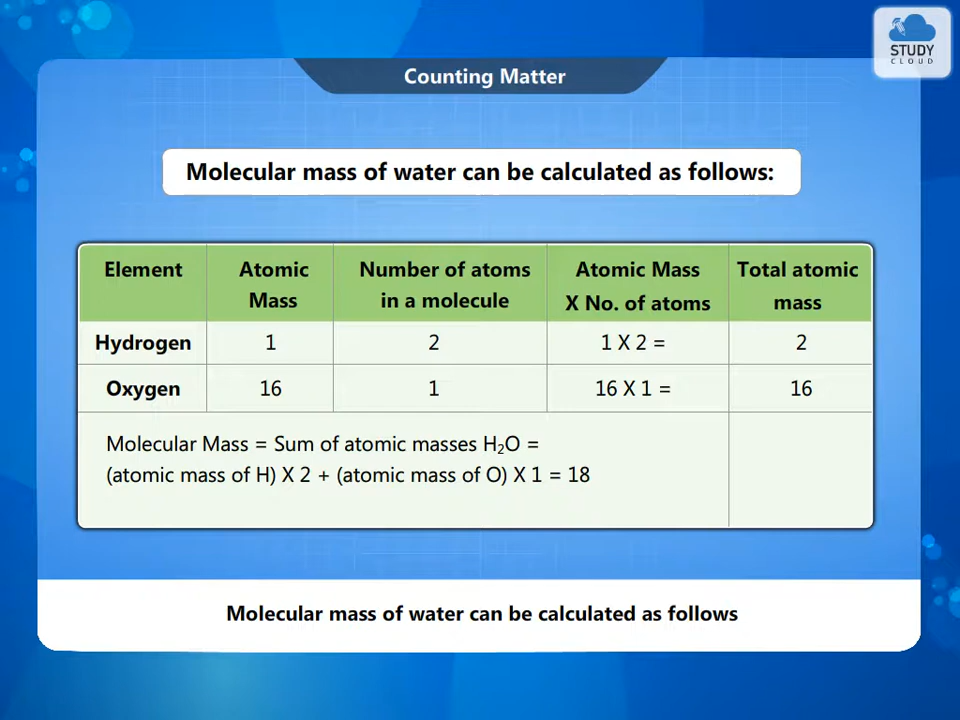 STUDY
CLOUD
Counting Matter
Molecular mass of water can be calculated as follows:
Element
Atomic
Mass
Number of atoms
in a molecule
Atomic Mass
X No. of atoms
Total atomic
mass
Hydrogen 1 2 1 X 2 = 2
Oxygen 16 1 16 X 1 = 16
Molecular Mass = Sum of atomic masses H₂O =
(atomic mass of H) X 2 + (atomic mass of O) X 1 = 18
Molecular mass of water can be calculated as follows